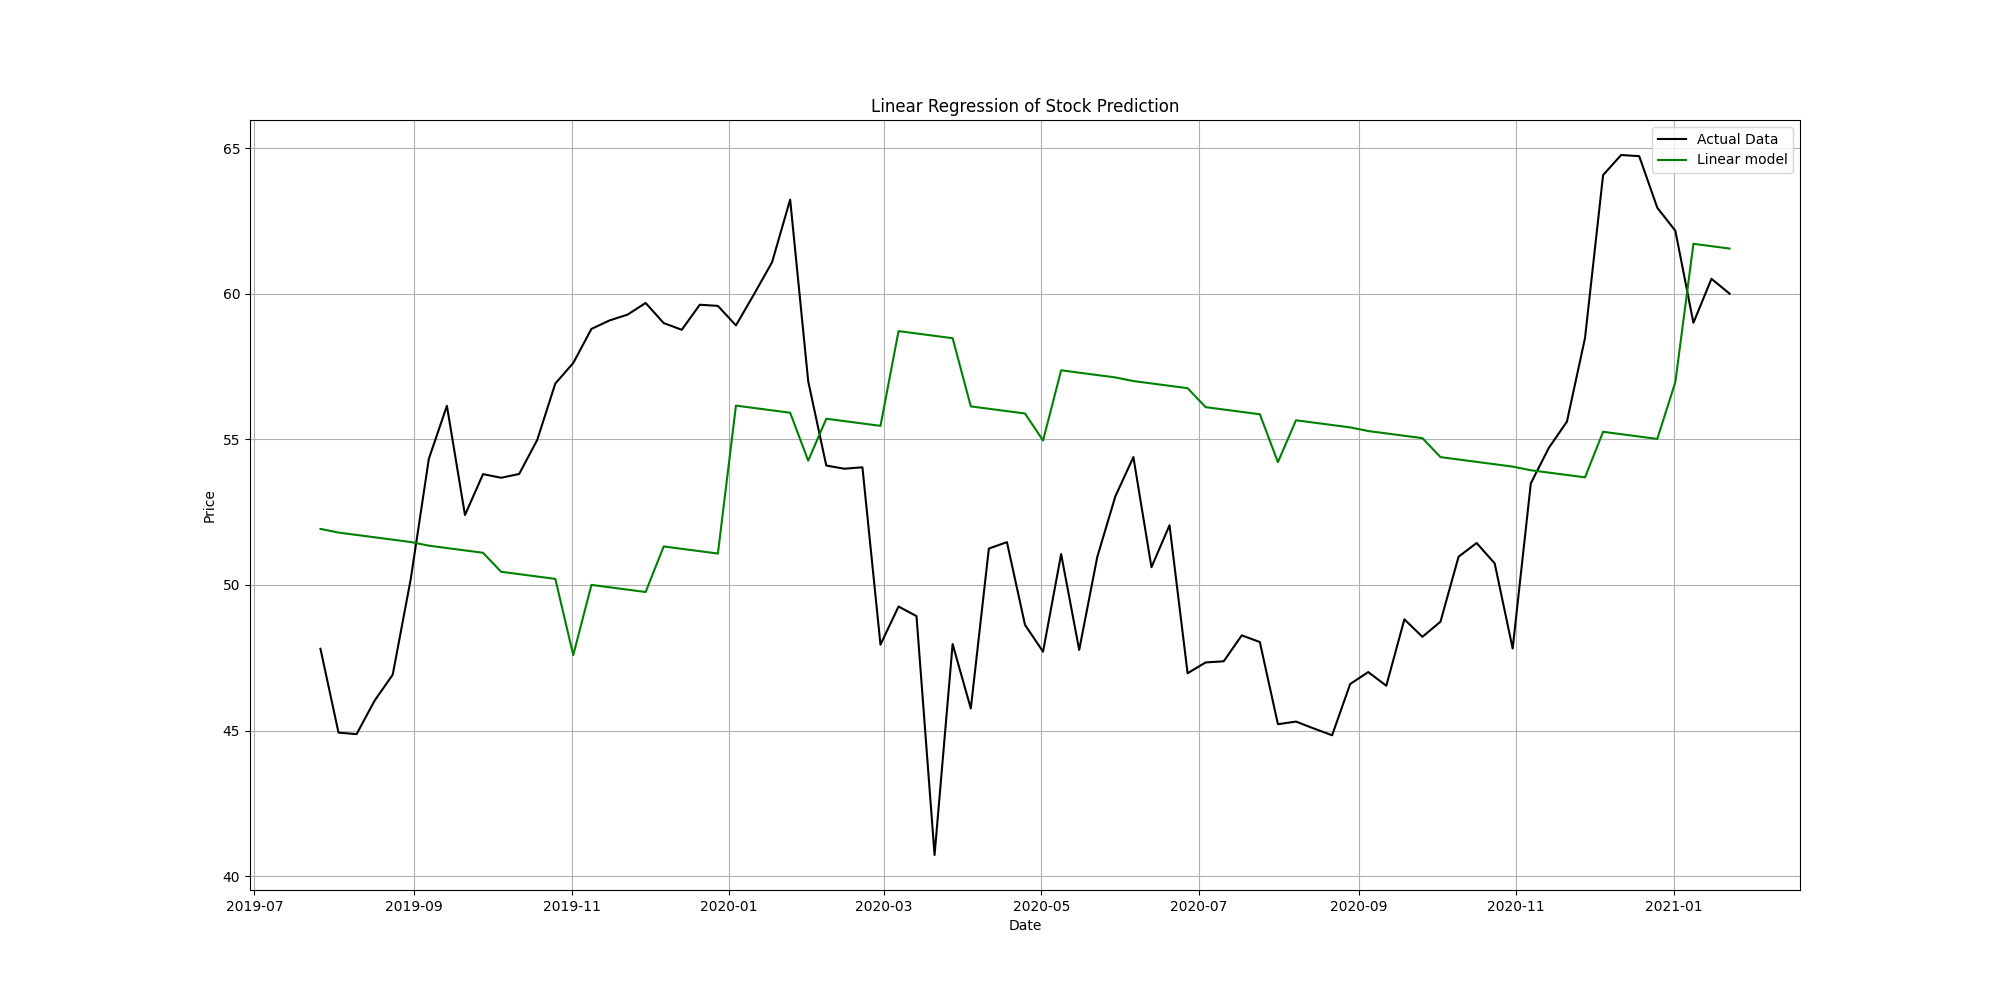 Linear Regression of Stock Prediction
Actual Data
Linear model
65
60
55
50
45
40
Price
2019-07 2019-09 2019-11 2020-01 2020-03 2020-05 2020-07 2020-09 2020-11 2021-01
Date